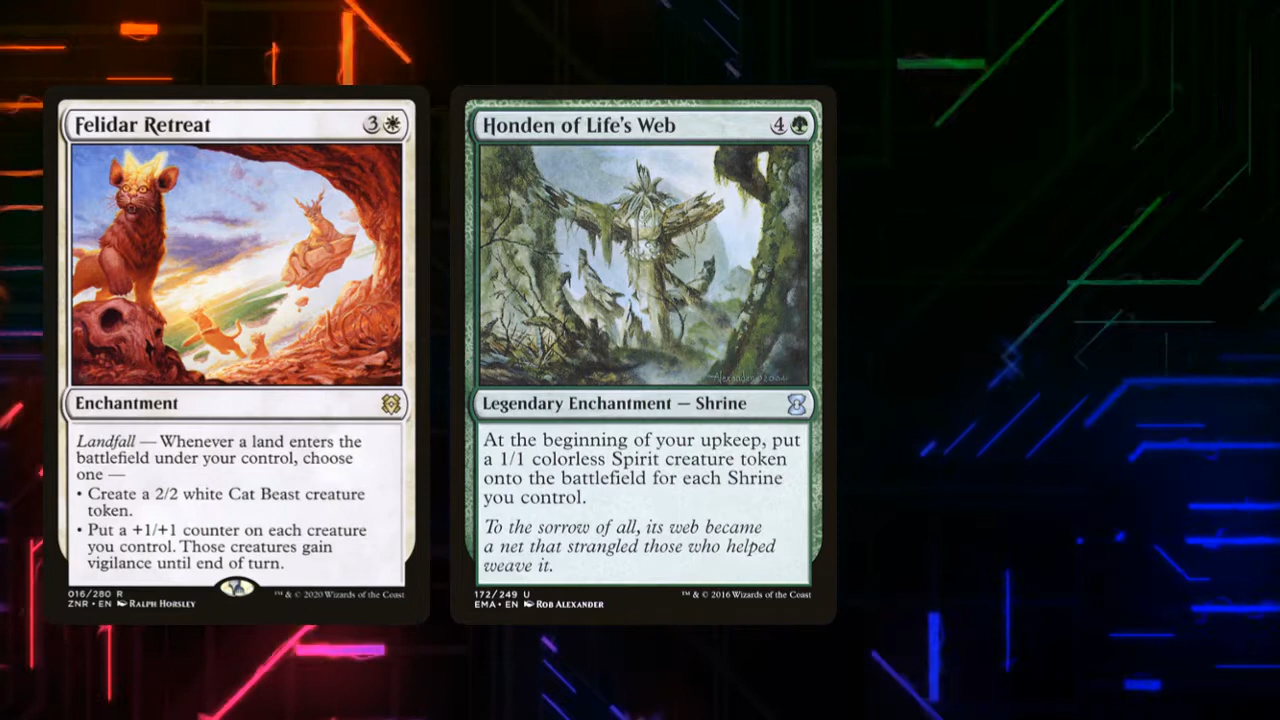 Felidar Retreat 3
Enchantment
Landfall — Whenever a land enters the
battlefield under your control, choose
one —
• Create a 2/2 white Cat Beast creature
token.
• Put a +1/+1 counter on each creature
you control. Those creatures gain
vigilance until end of turn.
016/280 R
ZNR • EN Ralph Horsley
™ & © 2020 Wizards of the Coast
Honden of Life's Web 4
Alexander ©2004
Legendary Enchantment — Shrine
At the beginning of your upkeep, put
a 1/1 colorless Spirit creature token
onto the battlefield for each Shrine
you control.
To the sorrow of all, its web became
a net that strangled those who helped
weave it.
172/249 U
EMA • EN Rob Alexander
™ & © 2016 Wizards of the Coast